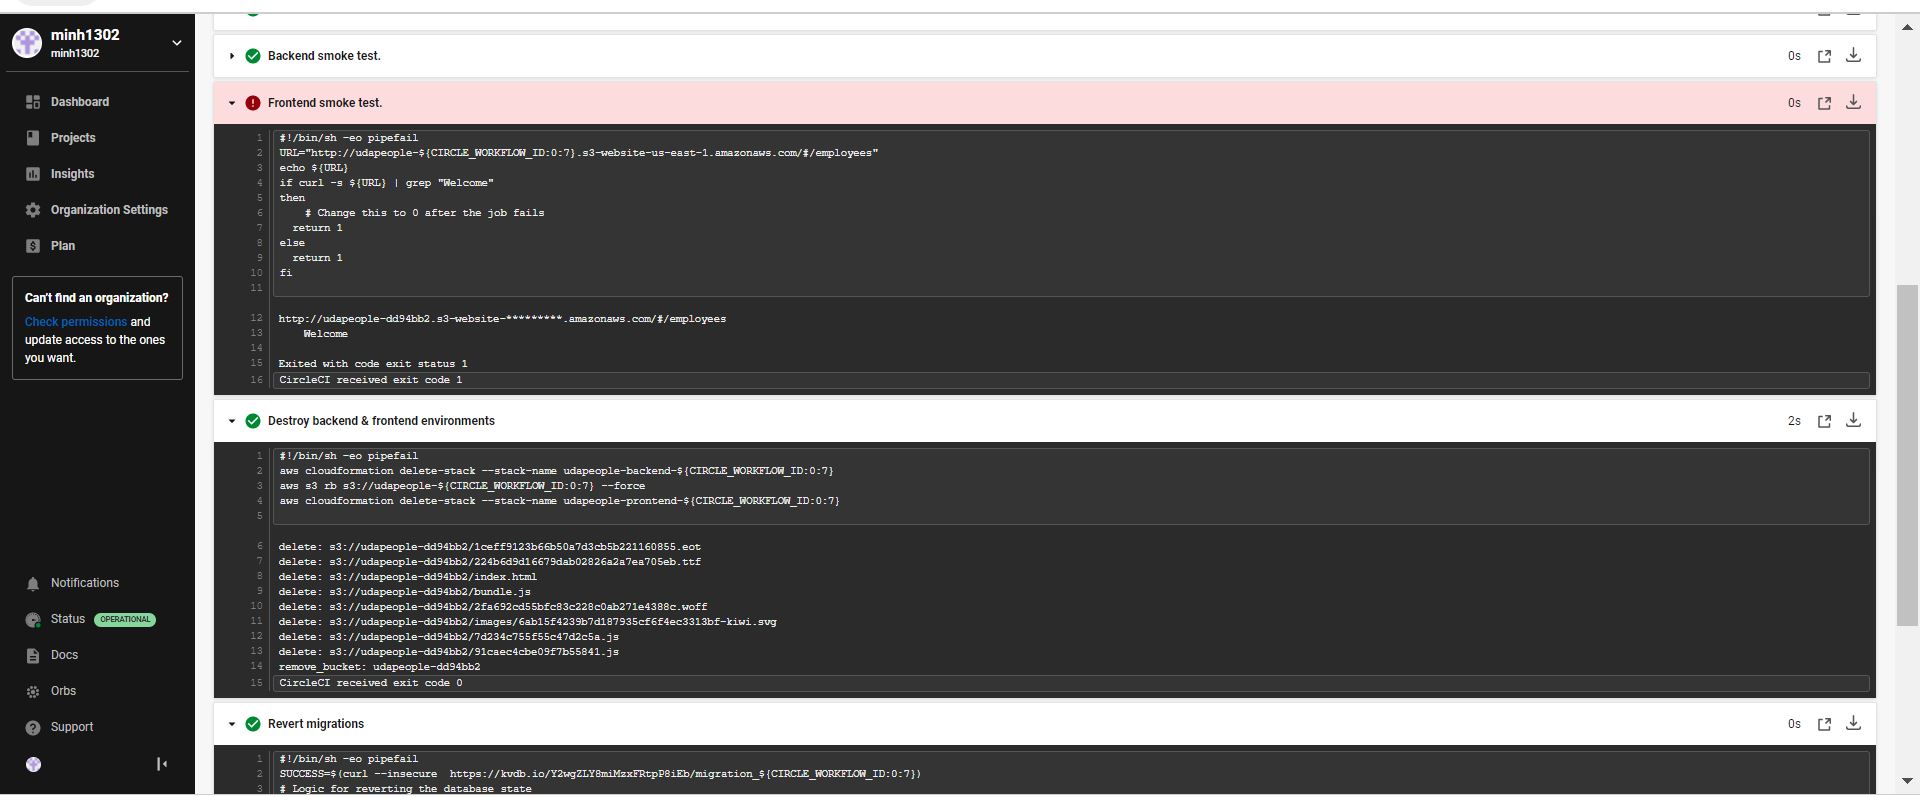 minh1302
minh1302
Dashboard
Projects
Insights
Organization Settings
Plan
Can't find an organization?
Check permissions and
update access to the ones
you want.
Notifications
Status OPERATIONAL
Docs
Orbs
Support
Backend smoke test. 0s
Frontend smoke test. 0s
1 #!/bin/sh -eo pipefail
2 URL="http://udapeople-${CIRCLE_WORKFLOW_ID:0:7}.s3-website-us-east-1.amazonaws.com/#/employees"
3 echo ${URL}
4 if curl -s ${URL} | grep "Welcome"
5 then
6 # Change this to 0 after the job fails
7 return 1
8 else
9 return 1
10 fi
11
12 http://udapeople-dd94bb2.s3-website-*********.amazonaws.com/#/employees
13 Welcome
14
15 Exited with code exit status 1
16 CircleCI received exit code 1
Destroy backend & frontend environments 2s
1 #!/bin/sh -eo pipefail
2 aws cloudformation delete-stack --stack-name udapeople-backend-${CIRCLE_WORKFLOW_ID:0:7}
3 aws s3 rb s3://udapeople-${CIRCLE_WORKFLOW_ID:0:7} --force
4 aws cloudformation delete-stack --stack-name udapeople-prontend-${CIRCLE_WORKFLOW_ID:0:7}
5
6 delete: s3://udapeople-dd94bb2/1ceff9123b66b50a7d3cb5b221160855.eot
7 delete: s3://udapeople-dd94bb2/224b6d9d16679dab02826a2a7ea705eb.ttf
8 delete: s3://udapeople-dd94bb2/index.html
9 delete: s3://udapeople-dd94bb2/bundle.js
10 delete: s3://udapeople-dd94bb2/2fa692cd55bfc83c228c0ab271e4388c.woff
11 delete: s3://udapeople-dd94bb2/images/6ab15f4239b7d187935cf6f4ec3313bf-kiwi.svg
12 delete: s3://udapeople-dd94bb2/7d234c755f55c47d2c5a.js
13 delete: s3://udapeople-dd94bb2/91caec4cbe09f7b55841.js
14 remove_bucket: udapeople-dd94bb2
15 CircleCI received exit code 0
Revert migrations 0s
1 #!/bin/sh -eo pipefail
2 SUCCESS=$(curl --insecure https://kvdb.io/Y2wgZLY8miMzxFRtpP8iEb/migration_${CIRCLE_WORKFLOW_ID:0:7})
3 # Logic for reverting the database state